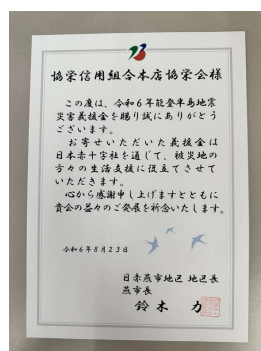 協栄信用組合本店協栄会様
この度は、令和6年能登半島地震
災害義援金を賜り誠にありがとう
ございます。
お寄せいただいた義援金は
日本赤十字社を通じて、被災地の
方々の生活支援に役立てさせて
いただきます。
心から感謝申し上げますとともに
貴会の益々のご発展を祈念いたします。
令和6年8月23日
日赤燕市地区 地区長
燕市長
鈴木 力